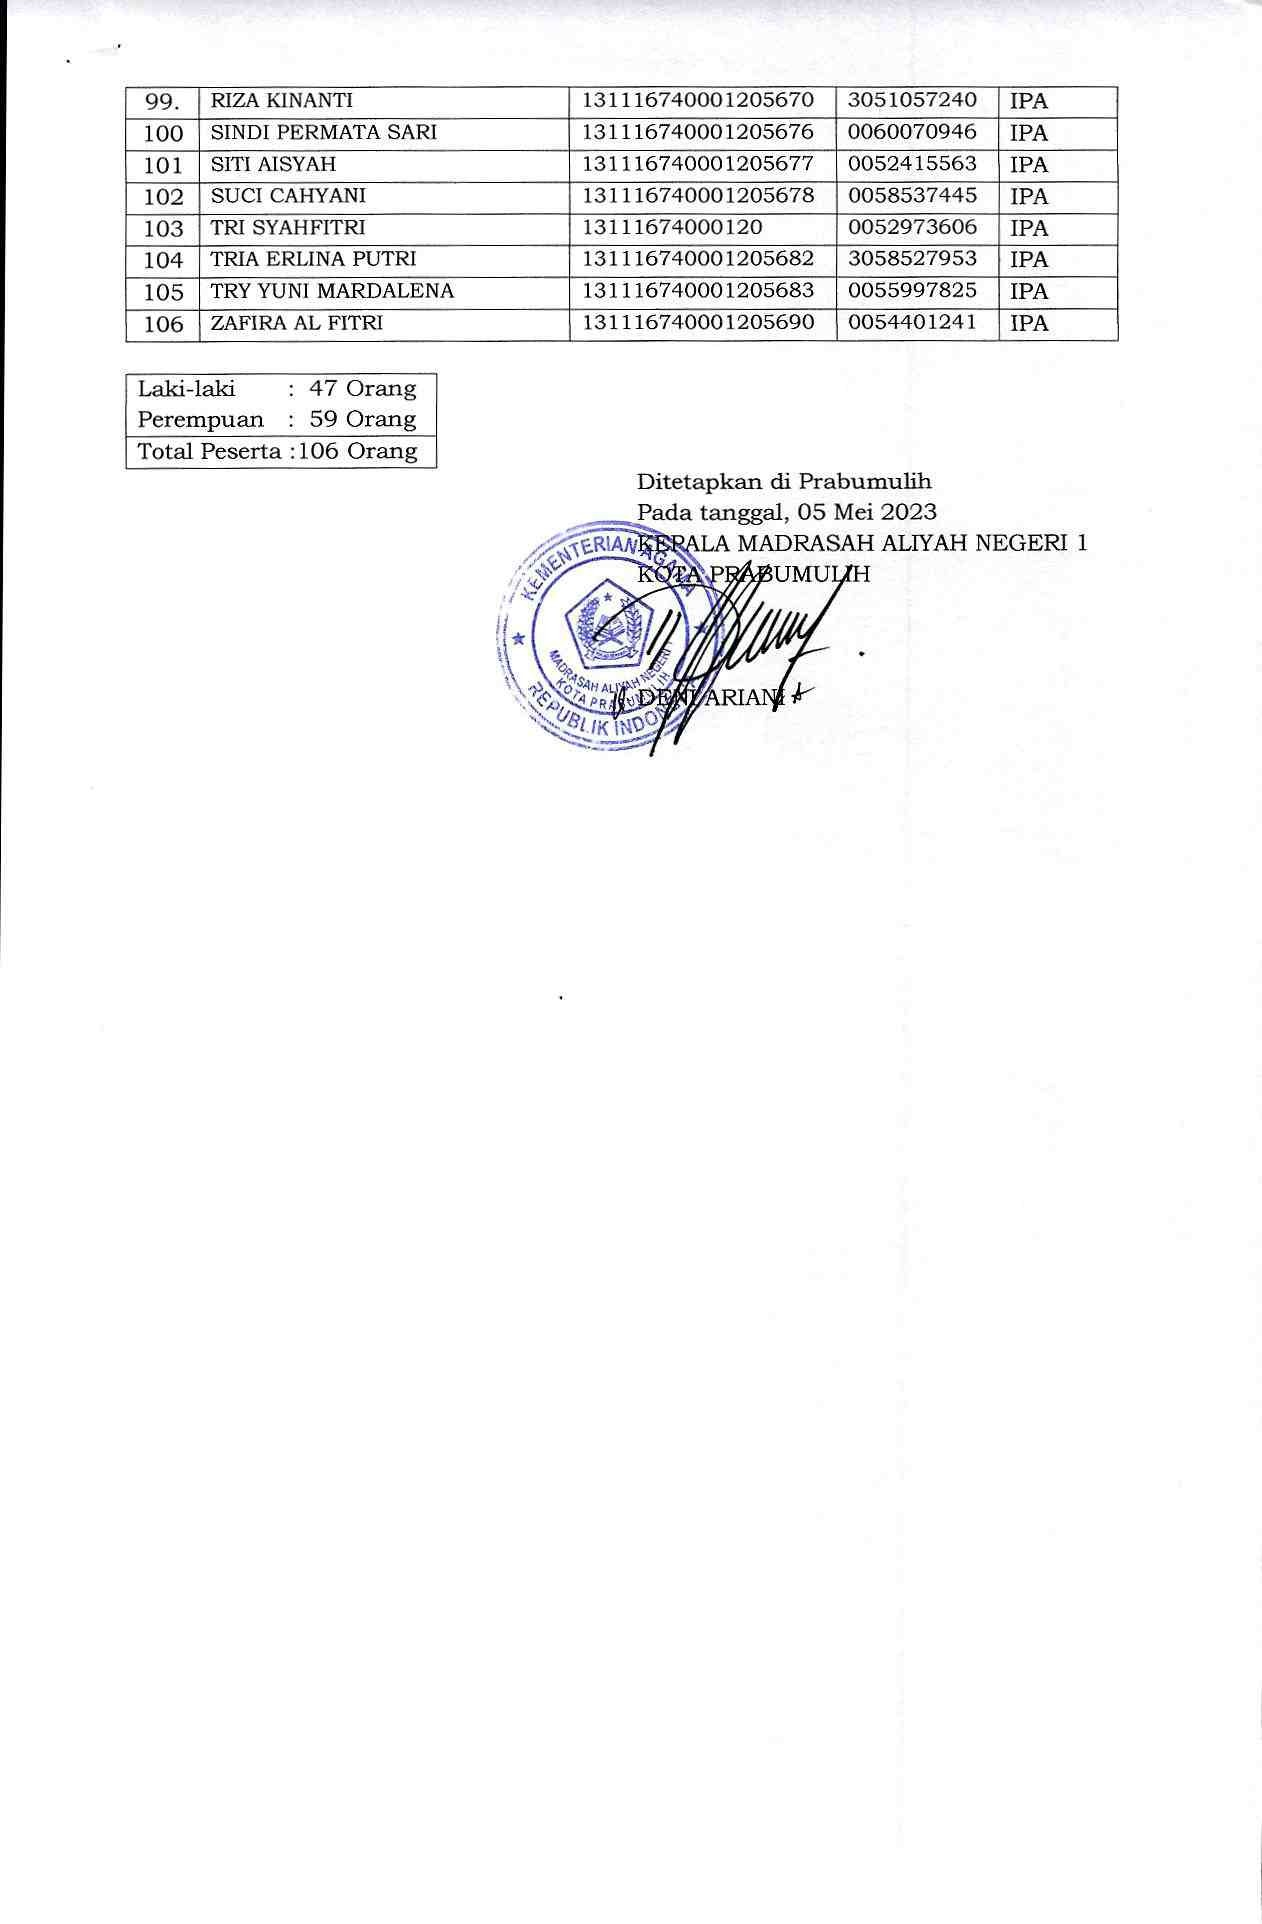 99. RIZA KINANTI 131116740001205670 3051057240 IPA
100 SINDI PERMATA SARI 131116740001205676 0060070946 IPA
101 SITI AISYAH 131116740001205677 0052415563 IPA
102 SUCI CAHYANI 131116740001205678 0058537445 IPA
103 TRI SYAHFITRI 13111674000120 0052973606 IPA
104 TRIA ERLINA PUTRI 131116740001205682 3058527953 IPA
105 TRY YUNI MARDALENA 131116740001205683 0055997825 IPA
106 ZAFIRA AL FITRI 131116740001205690 0054401241 IPA
Laki-laki : 47 Orang
Perempuan : 59 Orang
Total Peserta :106 Orang
Ditetapkan di Prabumulih
Pada tanggal, 05 Mei 2023
KEPALA MADRASAH ALIYAH NEGERI 1
KOTA PRABUMULIH
KEMENTERIAN AGAMA
MADRASAH ALIYAH NEGERI
KOTA PRABUMULIH
REPUBLIK INDONESIA
DENI ARIANI